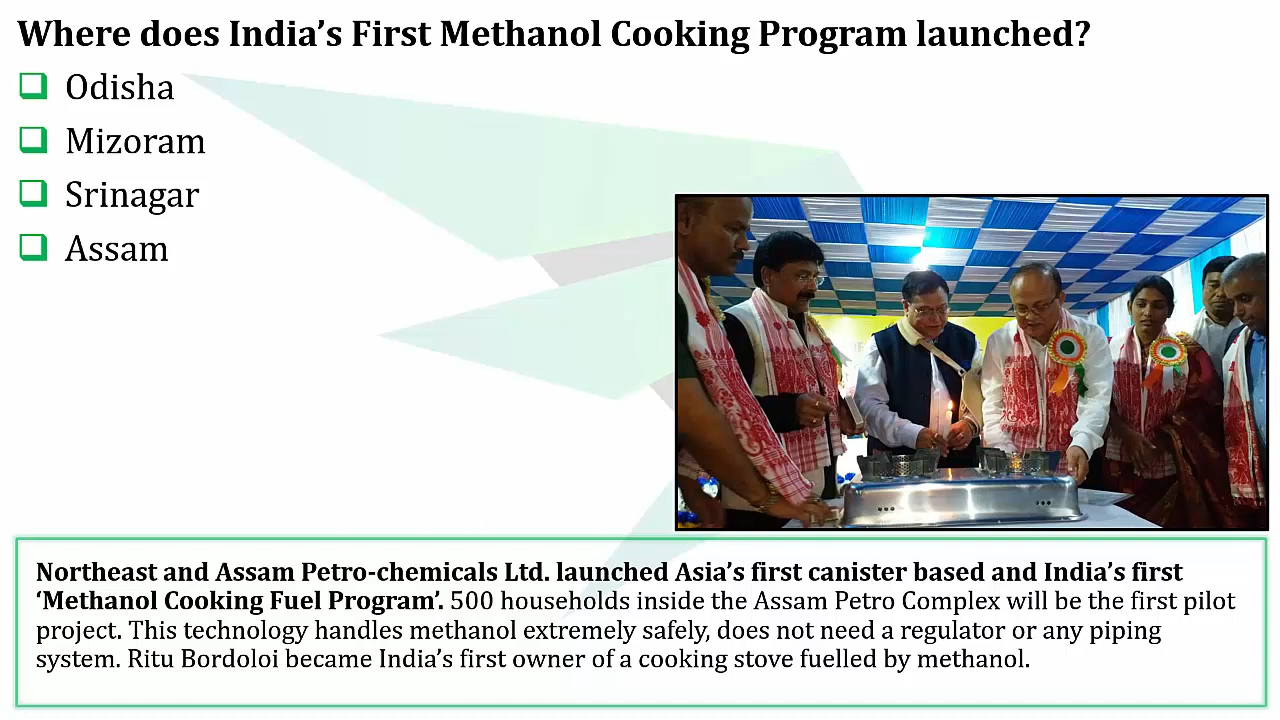 Where does India’s First Methanol Cooking Program launched?
Odisha
Mizoram
Srinagar
Assam
Northeast and Assam Petro-chemicals Ltd. launched Asia’s first canister based and India’s first
‘Methanol Cooking Fuel Program’. 500 households inside the Assam Petro Complex will be the first pilot
project. This technology handles methanol extremely safely, does not need a regulator or any piping
system. Ritu Bordoloi became India’s first owner of a cooking stove fuelled by methanol.